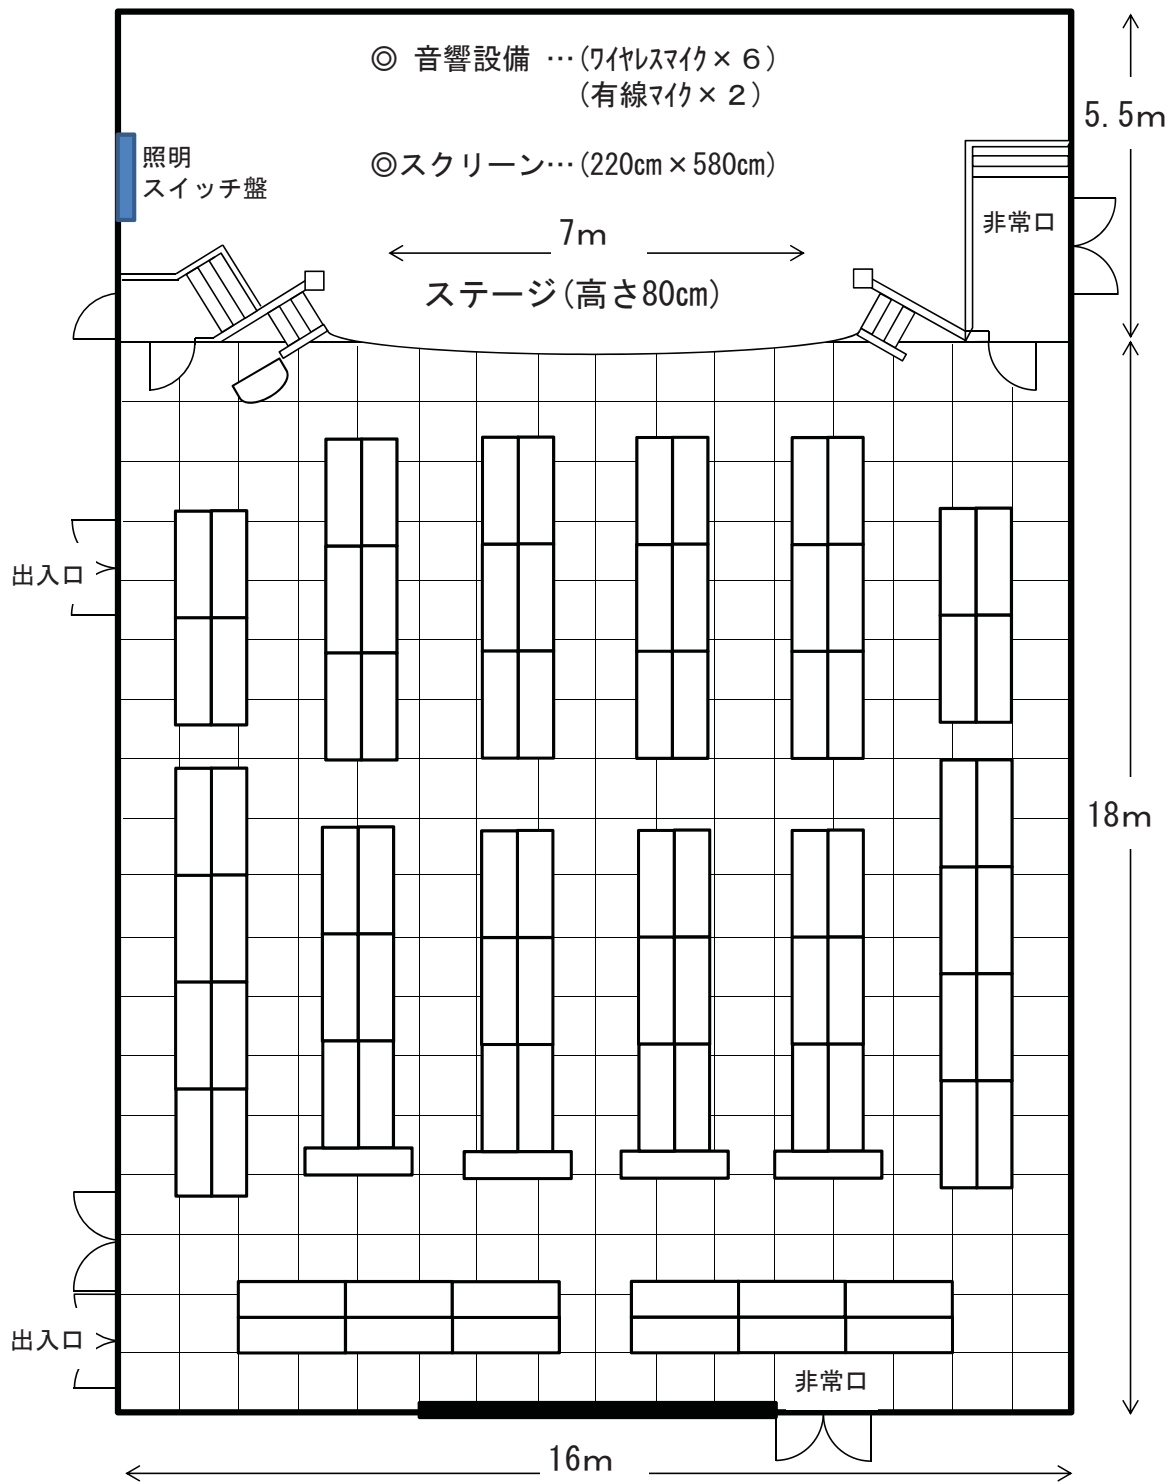 ◎ 音響設備 …(ﾜｲﾔﾚｽﾏｲｸ×６)
(有線ﾏｲｸ×２)
5.5ｍ
照明
スイッチ盤
◎スクリーン…(220㎝×580㎝)
非常口
7ｍ
ステージ(高さ80㎝)
出入口
18ｍ
出入口
非常口
16ｍ